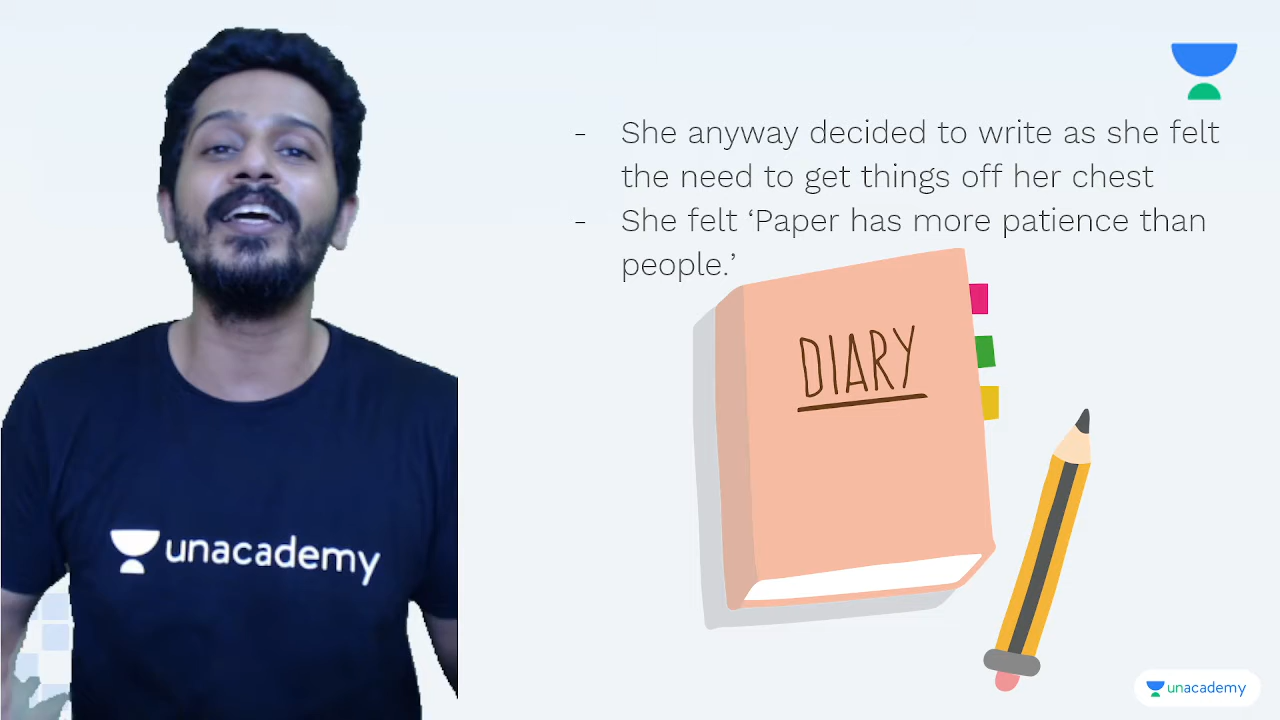 - She anyway decided to write as she felt
the need to get things off her chest
- She felt ‘Paper has more patience than
people.’
DIARY
unacademy
unacademy